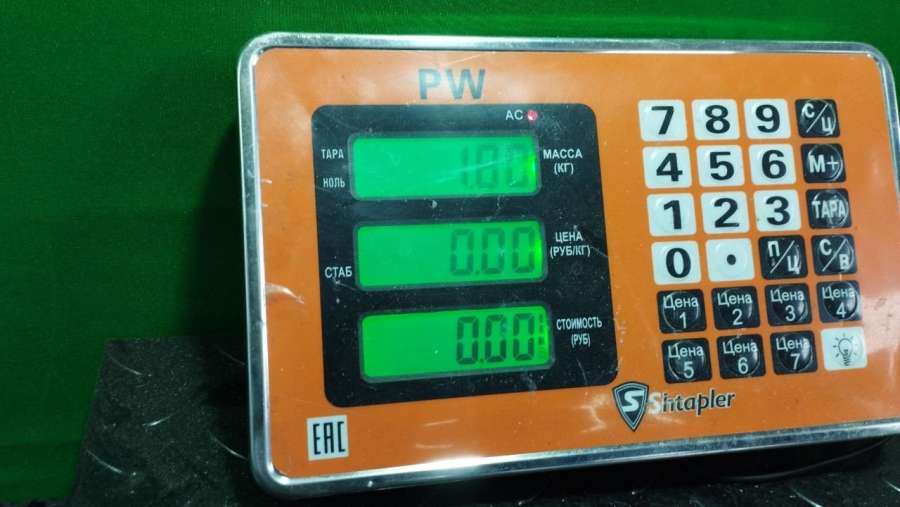 PW
AC
ТАРА
НОЛЬ
1.80
МАССА
(КГ)
СТАБ
0.00
ЦЕНА
(РУБ/КГ)
0.00
СТОИМОСТЬ
(РУБ)
7 8 9 С/Ц
4 5 6 М+
1 2 3 ТАРА
0 . П/Ц С/В
Цена 1 Цена 2 Цена 3 Цена 4
Цена 5 Цена 6 Цена 7
S Shtapler
EAC